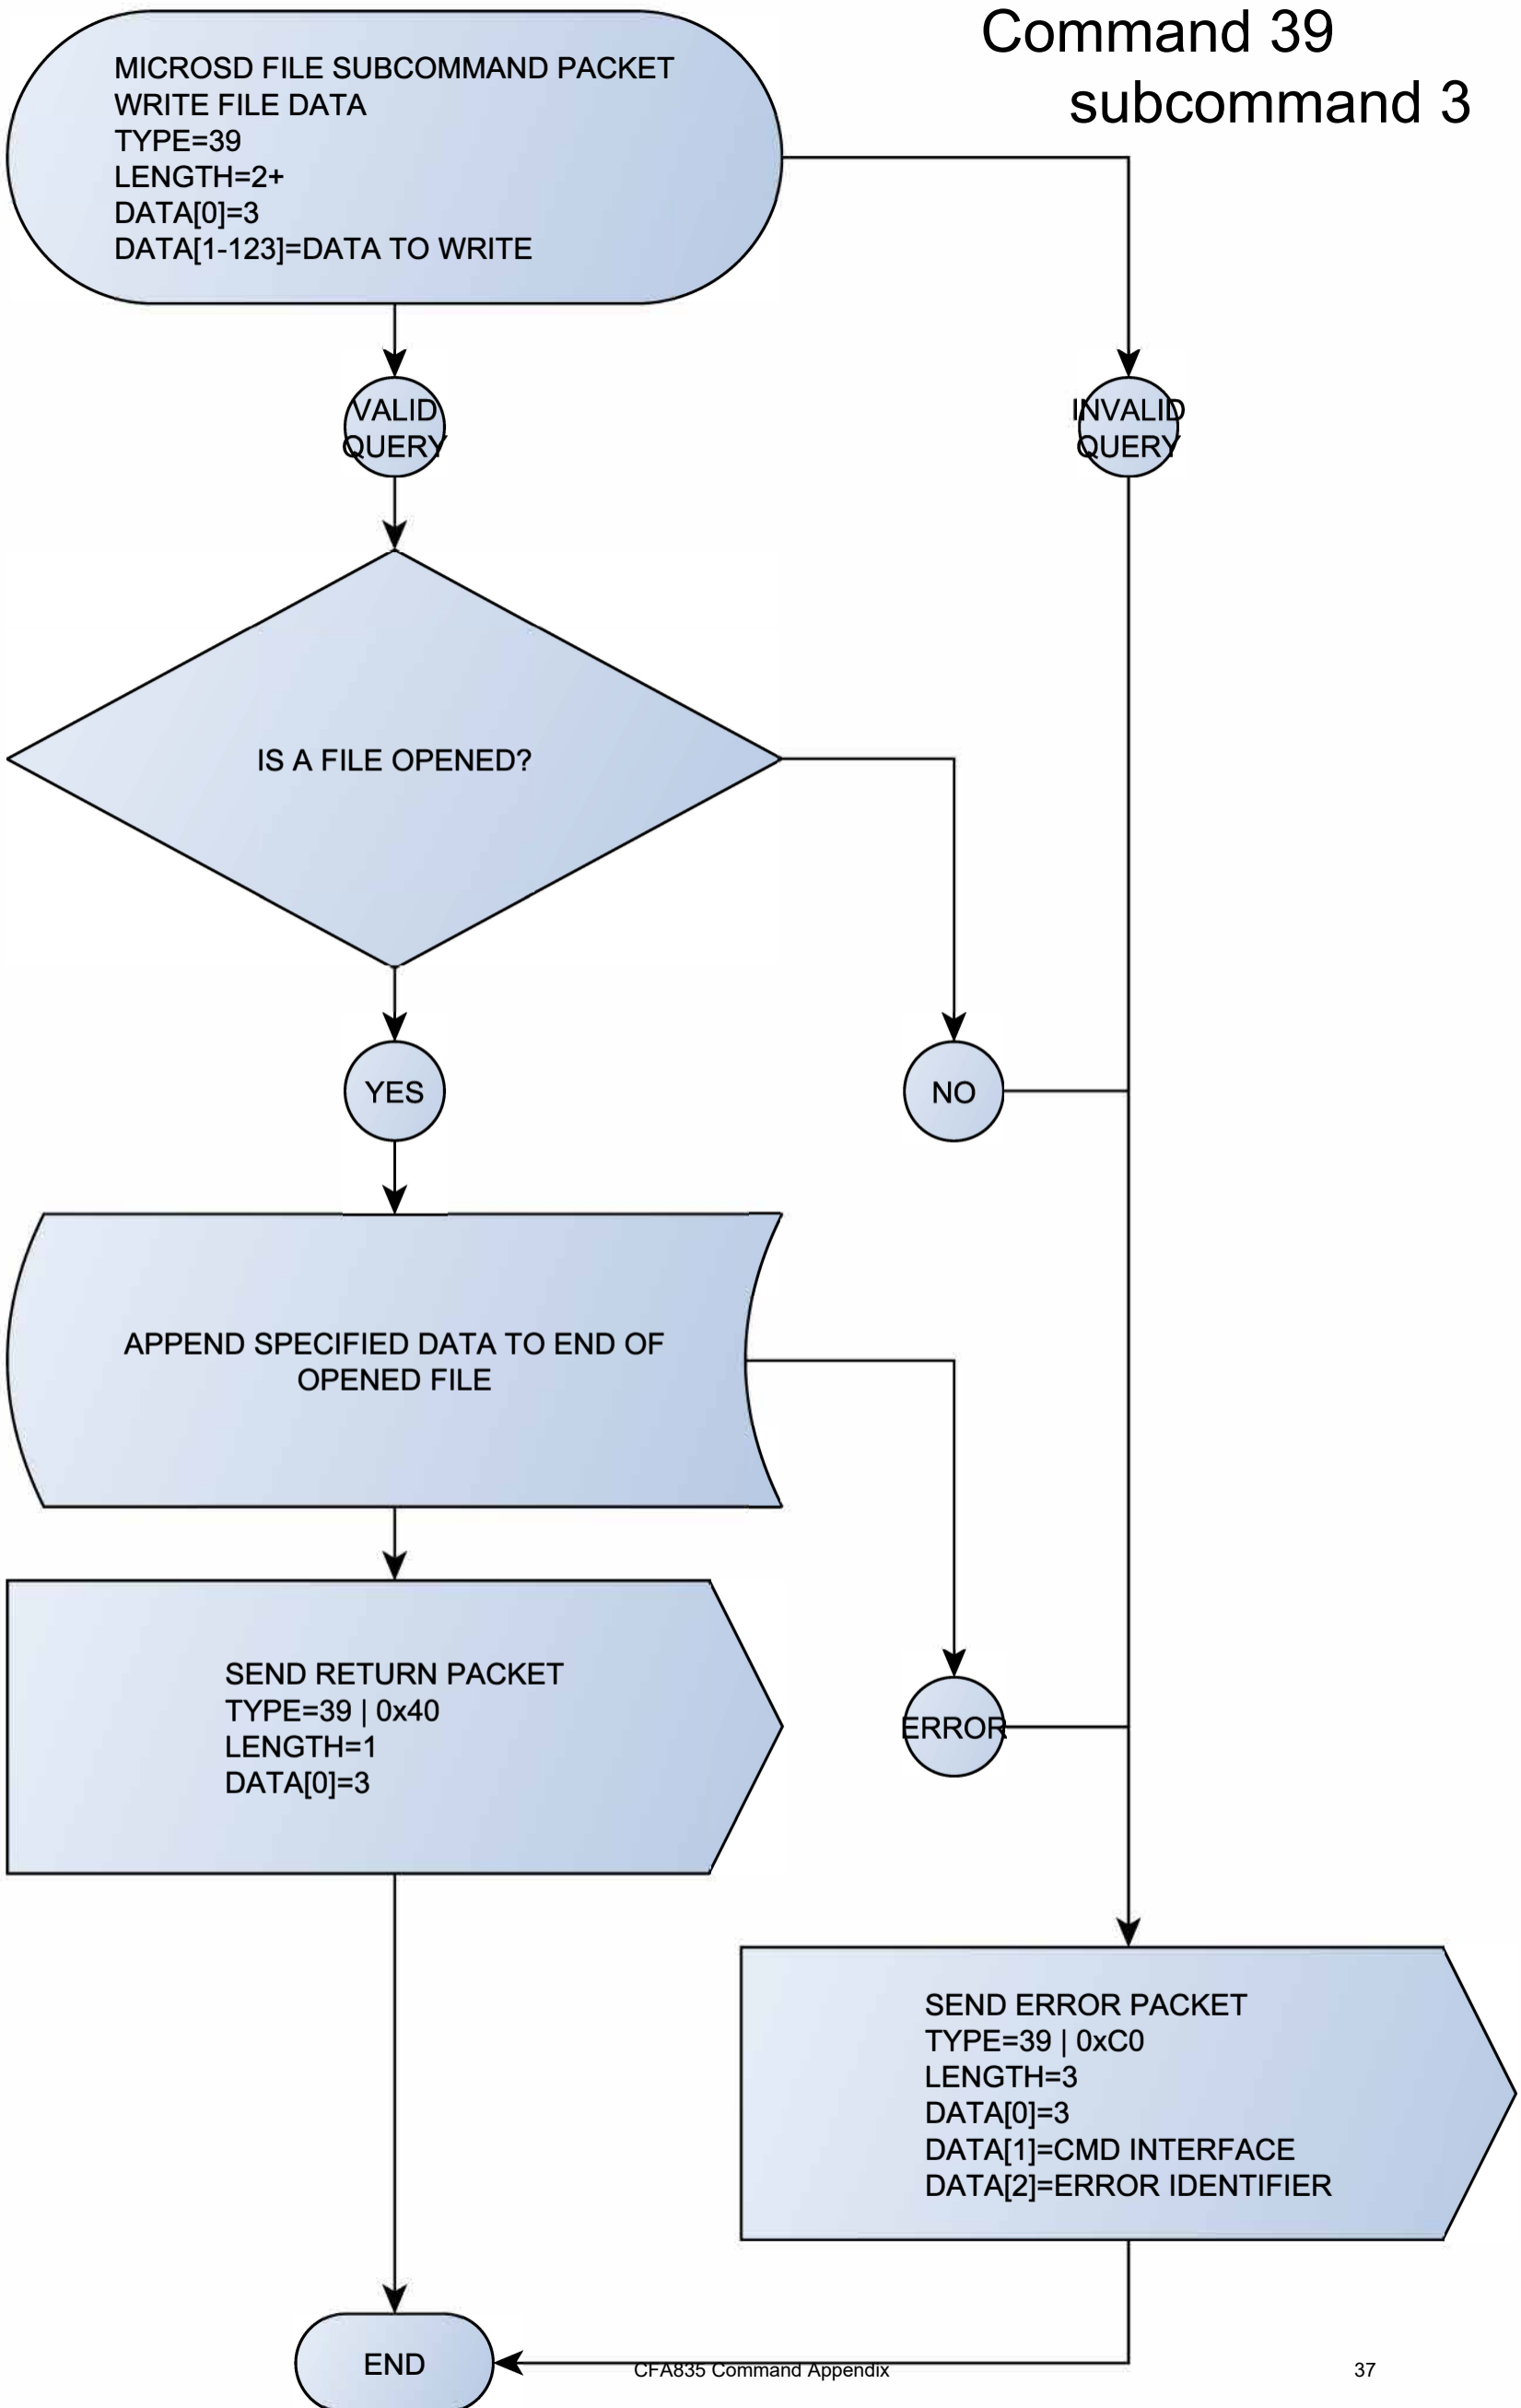 Command 39
subcommand 3
MICROSD FILE SUBCOMMAND PACKET
WRITE FILE DATA
TYPE=39
LENGTH=2+
DATA[0]=3
DATA[1-123]=DATA TO WRITE
VALID
QUERY
INVALID
QUERY
IS A FILE OPENED?
YES
NO
APPEND SPECIFIED DATA TO END OF
OPENED FILE
SEND RETURN PACKET
TYPE=39 | 0x40
LENGTH=1
DATA[0]=3
ERROR
SEND ERROR PACKET
TYPE=39 | 0xC0
LENGTH=3
DATA[0]=3
DATA[1]=CMD INTERFACE
DATA[2]=ERROR IDENTIFIER
END
CFA835 Command Appendix
37